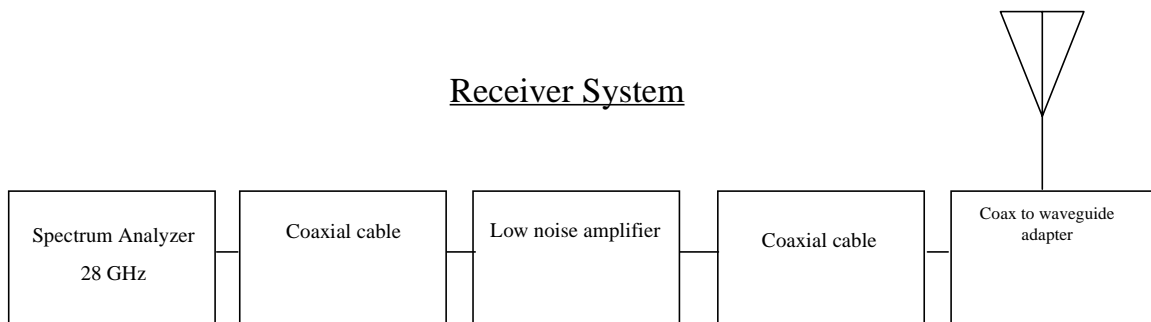 Receiver System
Spectrum Analyzer
28 GHz
Coaxial cable
Low noise amplifier
Coaxial cable
Coax to waveguide
adapter